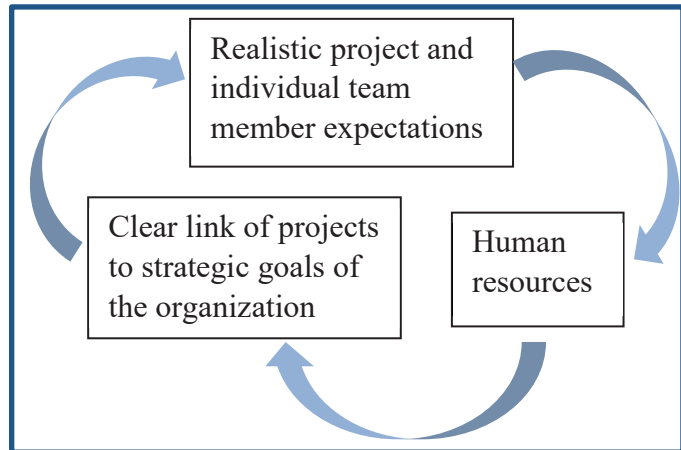 Realistic project and
individual team
member expectations
Clear link of projects
to strategic goals of
the organization
Human
resources